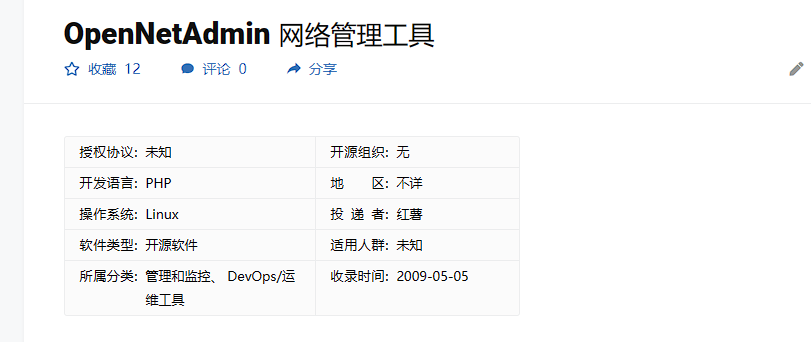 OpenNetAdmin 网络管理工具
收藏 12 评论 0 分享
授权协议: 未知 开源组织: 无
开发语言: PHP 地 区: 不详
操作系统: Linux 投 递 者: 红薯
软件类型: 开源软件 适用人群: 未知
所属分类: 管理和监控、 DevOps/运 收录时间: 2009-05-05
维工具